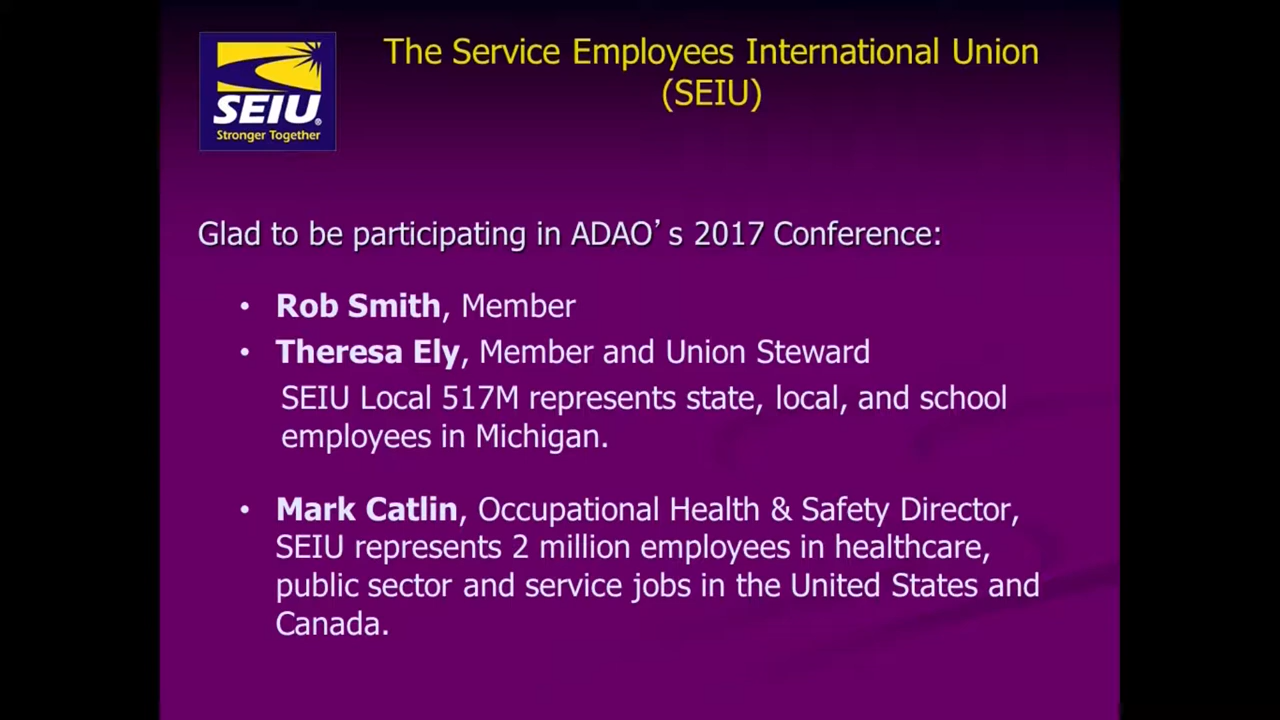 SEIU®
Stronger Together
The Service Employees International Union
(SEIU)
Glad to be participating in ADAO’s 2017 Conference:
• Rob Smith, Member
• Theresa Ely, Member and Union Steward
SEIU Local 517M represents state, local, and school
employees in Michigan.
• Mark Catlin, Occupational Health & Safety Director,
SEIU represents 2 million employees in healthcare,
public sector and service jobs in the United States and
Canada.